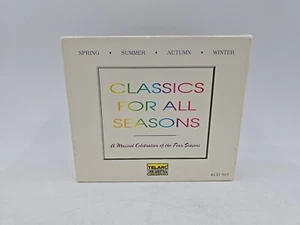 SPRING • SUMMER • AUTUMN • WINTER
CLASSICS
FOR ALL
SEASONS
A Musical Celebration of the Four Seasons
TELARC